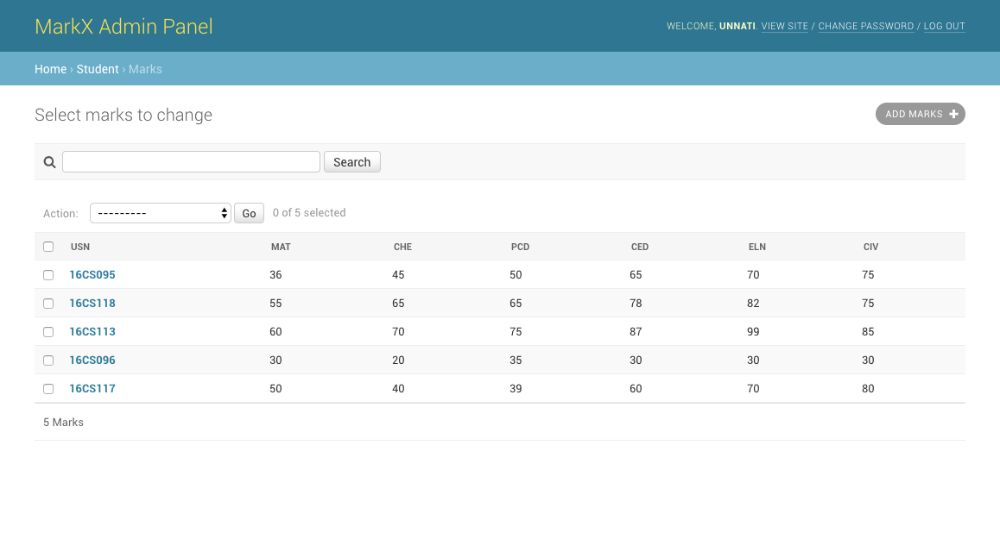 MarkX Admin Panel
WELCOME, UNNATI. VIEW SITE / CHANGE PASSWORD / LOG OUT
Home › Student › Marks
Select marks to change
ADD MARKS +
Search
Action: --------- Go 0 of 5 selected
USN MAT CHE PCD CED ELN CIV
16CS095 36 45 50 65 70 75
16CS118 55 65 65 78 82 75
16CS113 60 70 75 87 99 85
16CS096 30 20 35 30 30 30
16CS117 50 40 39 60 70 80
5 Marks